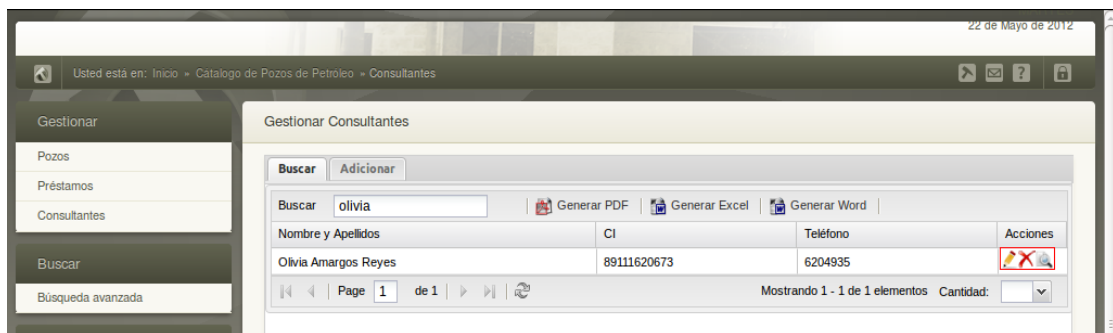 22 de Mayo de 2012
Usted está en: Inicio » Cátalogo de Pozos de Petróleo » Consultantes
Gestionar
Pozos
Préstamos
Consultantes
Buscar
Búsqueda avanzada
Gestionar Consultantes
Buscar Adicionar
Buscar olivia Generar PDF Generar Excel Generar Word
Nombre y Apellidos CI Teléfono Acciones
Olivia Amargos Reyes 89111620673 6204935
Page 1 de 1 Mostrando 1 - 1 de 1 elementos Cantidad: